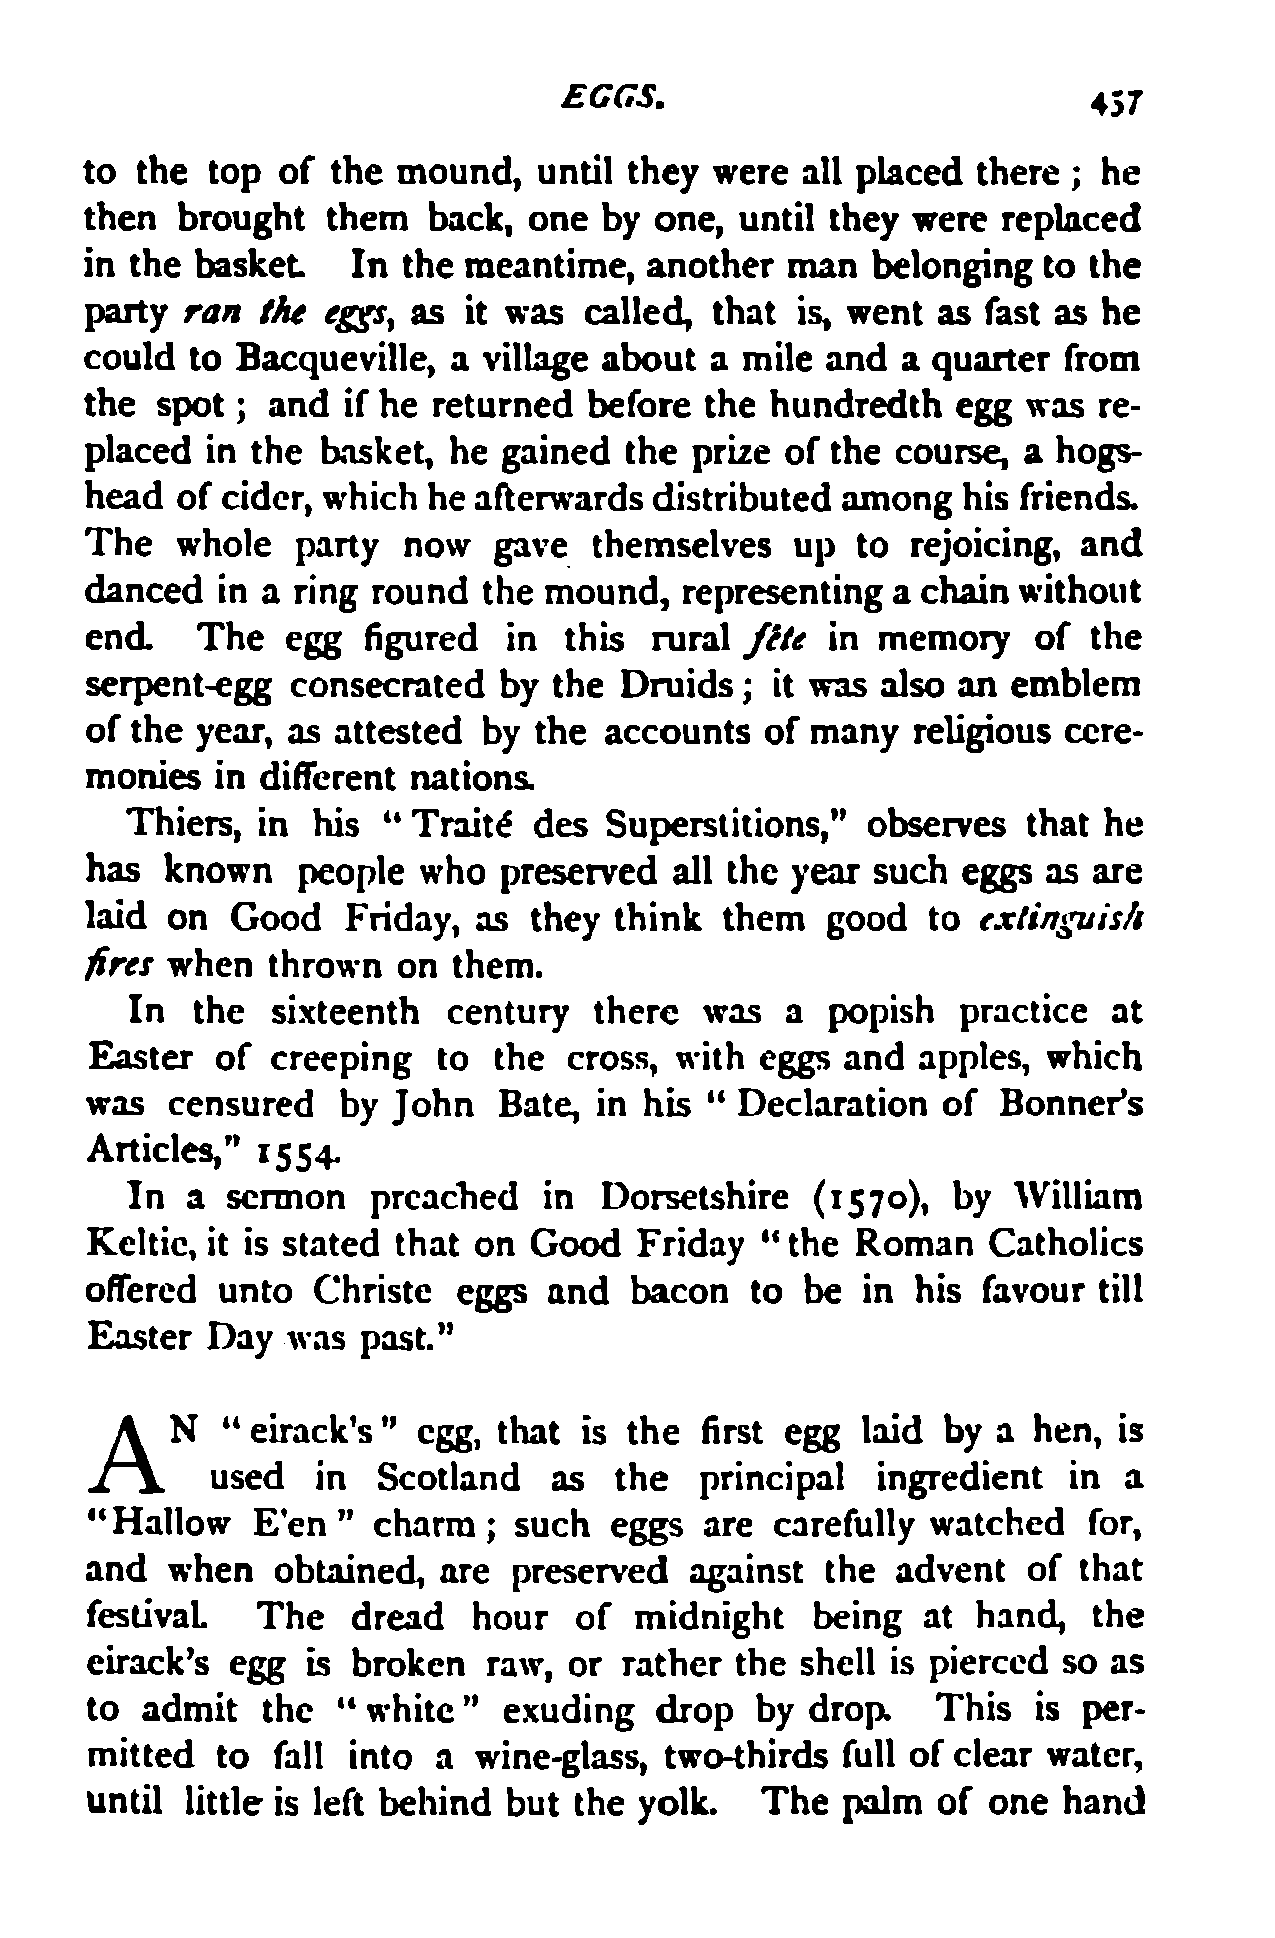 EGGS. 457
to the top of the mound, until they were all placed there ; he
then brought them back, one by one, until they were replaced
in the basket. In the meantime, another man belonging to the
party ran the eggs, as it was called, that is, went as fast as he
could to Bacqueville, a village about a mile and a quarter from
the spot ; and if he returned before the hundredth egg was re-
placed in the basket, he gained the prize of the course, a hogs-
head of cider, which he afterwards distributed among his friends.
The whole party now gave themselves up to rejoicing, and
danced in a ring round the mound, representing a chain without
end. The egg figured in this rural fête in memory of the
serpent-egg consecrated by the Druids ; it was also an emblem
of the year, as attested by the accounts of many religious cere-
monies in different nations.
Thiers, in his “ Traité des Superstitions,” observes that he
has known people who preserved all the year such eggs as are
laid on Good Friday, as they think them good to extinguish
fires when thrown on them.
In the sixteenth century there was a popish practice at
Easter of creeping to the cross, with eggs and apples, which
was censured by John Bate, in his “ Declaration of Bonner’s
Articles,” 1554.
In a sermon preached in Dorsetshire (1570), by William
Keltic, it is stated that on Good Friday “ the Roman Catholics
offered unto Christe eggs and bacon to be in his favour till
Easter Day was past.”
AN “ eirack’s ” egg, that is the first egg laid by a hen, is
used in Scotland as the principal ingredient in a
“Hallow E’en ” charm ; such eggs are carefully watched for,
and when obtained, are preserved against the advent of that
festival. The dread hour of midnight being at hand, the
eirack’s egg is broken raw, or rather the shell is pierced so as
to admit the “ white ” exuding drop by drop. This is per-
mitted to fall into a wine-glass, two-thirds full of clear water,
until little is left behind but the yolk. The palm of one hand